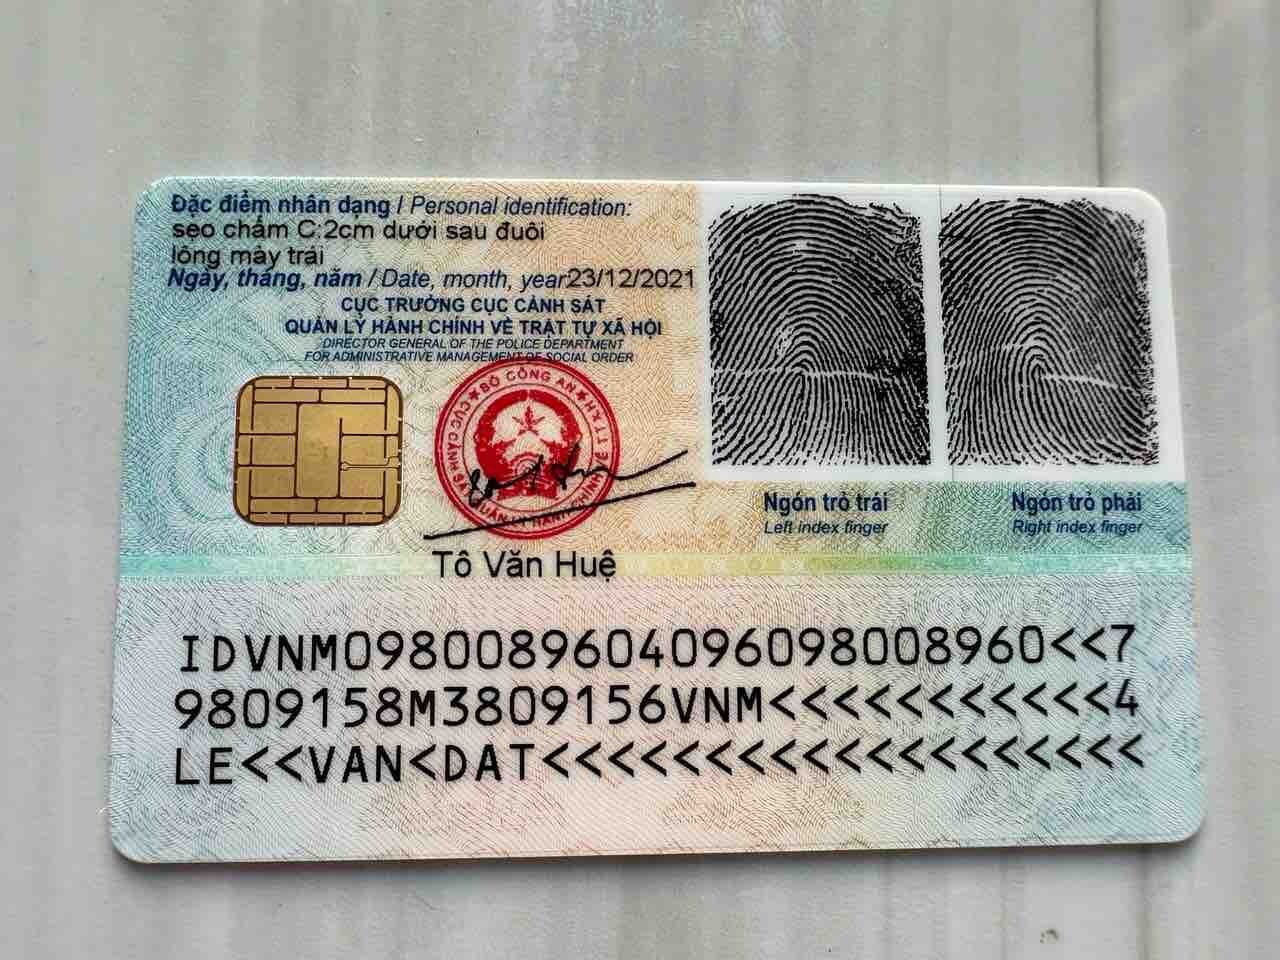 Đặc điểm nhân dạng / Personal identification:
sẹo chấm C:2cm dưới sau đuôi
lông mày trái
Ngày, tháng, năm / Date, month, year: 23/12/2021
CỤC TRƯỞNG CỤC CẢNH SÁT
QUẢN LÝ HÀNH CHÍNH VỀ TRẬT TỰ XÃ HỘI
DIRECTOR GENERAL OF THE POLICE DEPARTMENT
FOR ADMINISTRATIVE MANAGEMENT OF SOCIAL ORDER
BỘ CÔNG AN
Tô Văn Huệ
Ngón trỏ trái
Left index finger
Ngón trỏ phải
Right index finger
IDVNM0980089604096098008960<<7
9809158M3809156VNM<<<<<<<<<<<4
LE<<VAN<DAT<<<<<<<<<<<<<<<<<<<